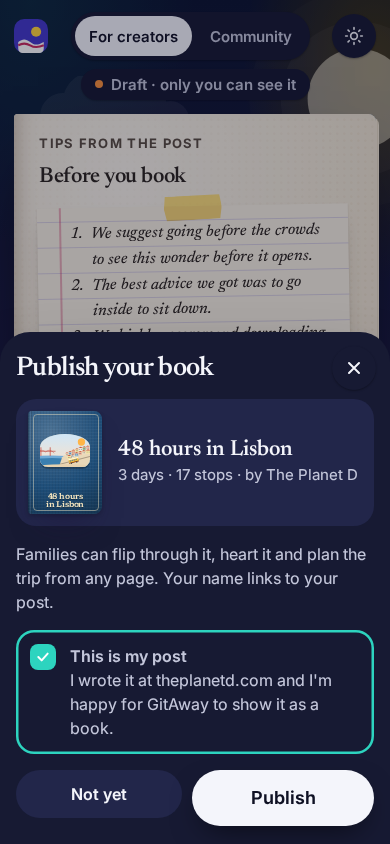 For creators
Community
Draft · only you can see it
TIPS FROM THE POST
Before you book
1. We suggest going before the crowds
to see this wonder before it opens.
2. The best advice we got was to go
inside to sit down.
Publish your book
48 hours
in Lisbon
48 hours in Lisbon
3 days · 17 stops · by The Planet D
Families can flip through it, heart it and plan the
trip from any page. Your name links to your
post.
This is my post
I wrote it at theplanetd.com and I'm
happy for GitAway to show it as a
book.
Not yet
Publish